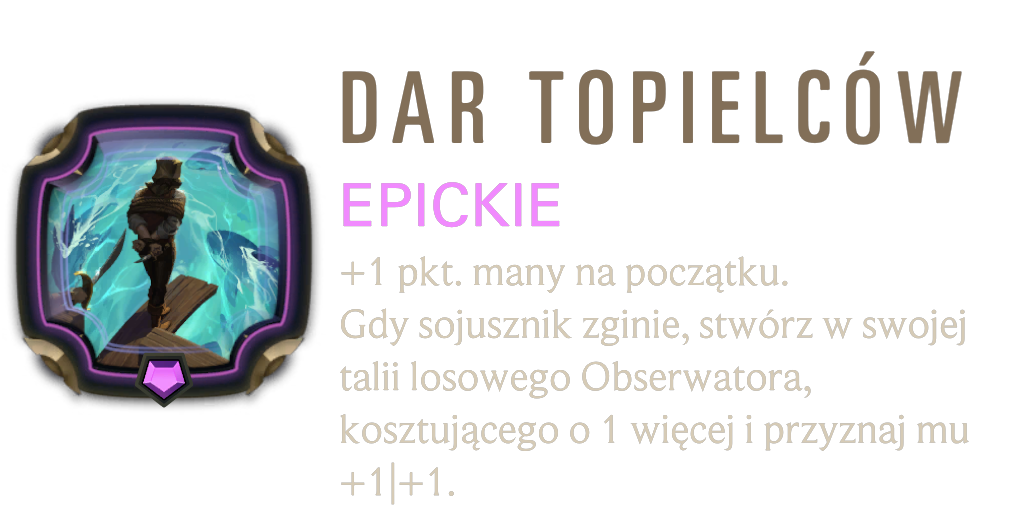 DAR TOPIELCÓW
EPICKIE
+1 pkt. many na początku.
Gdy sojusznik zginie, stwórz w swojej
talii losowego Obserwatora,
kosztującego o 1 więcej i przyznaj mu
+1|+1.